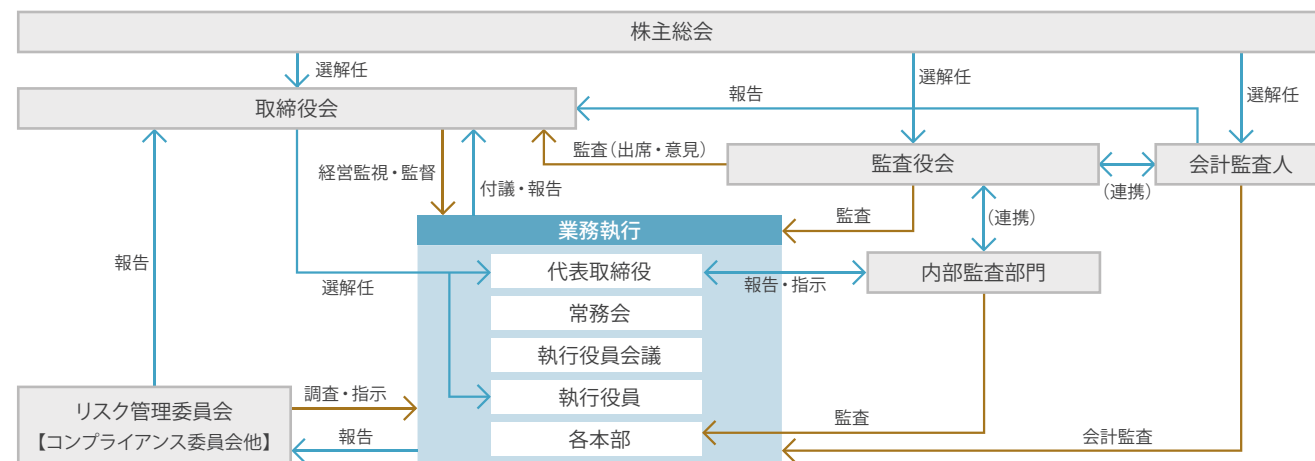 株主総会
選解任
選解任
選解任
取締役会
報告
監査（出席・意見）
監査役会
会計監査人
（連携）
経営監視・監督
付議・報告
監査
（連携）
業務執行
報告
選解任
代表取締役
報告・指示
内部監査部門
常務会
執行役員会議
調査・指示
執行役員
リスク管理委員会
【コンプライアンス委員会他】
報告
各本部
監査
会計監査